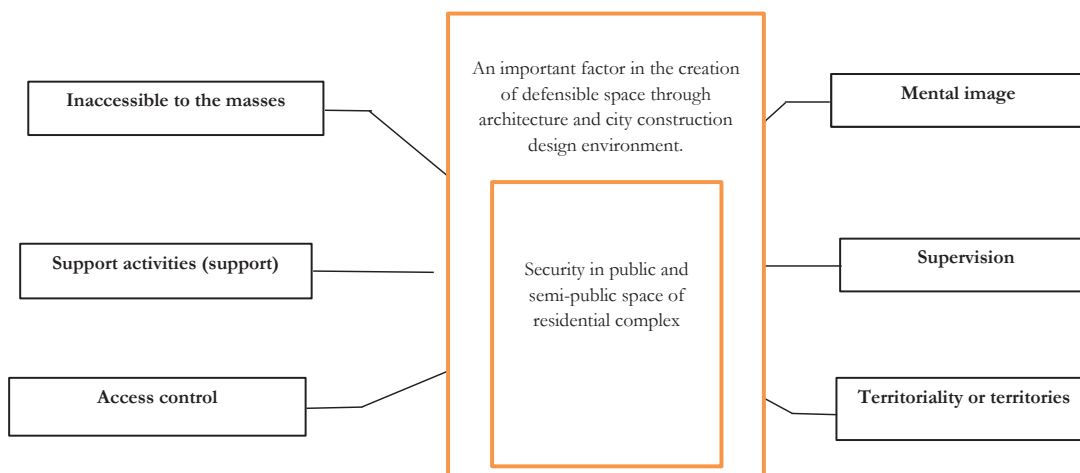 An important factor in the creation
of defensible space through
architecture and city construction
design environment.
Inaccessible to the masses
Mental image
Support activities (support)
Security in public and
semi-public space of
residential complex
Supervision
Access control
Territoriality or territories